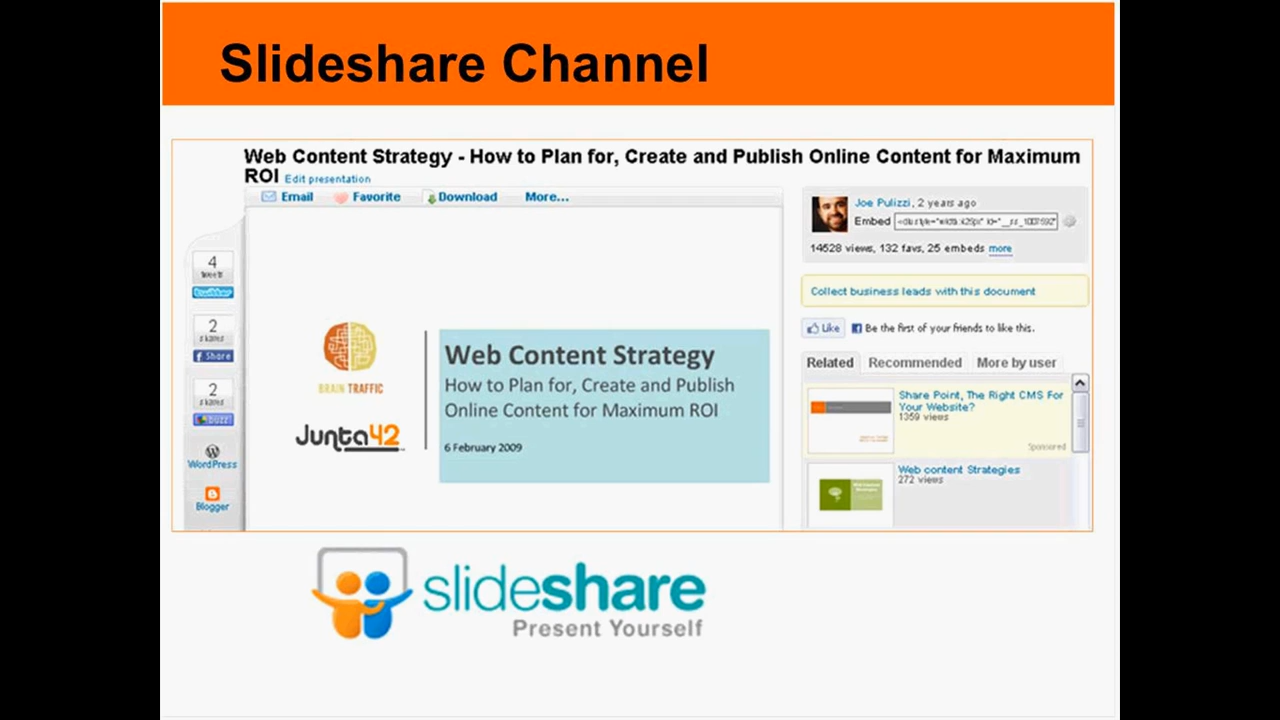 Slideshare Channel
Web Content Strategy - How to Plan for, Create and Publish Online Content for Maximum
ROI Edit presentation
Email Favorite Download More...
Joe Pulizzi, 2 years ago
Embed
14528 views, 132 favs, 25 embeds more
Collect business leads with this document
Like Be the first of your friends to like this.
Related Recommended More by user
Share Point, The Right CMS For
Your Website?
1359 views
Sponsored
Web content Strategies
272 views
4
tweets
twitter
2
shares
f Share
2
shares
buzz
WordPress
Blogger
BRAIN TRAFFIC
Junta42
Web Content Strategy
How to Plan for, Create and Publish
Online Content for Maximum ROI
6 February 2009
slideshare
Present Yourself